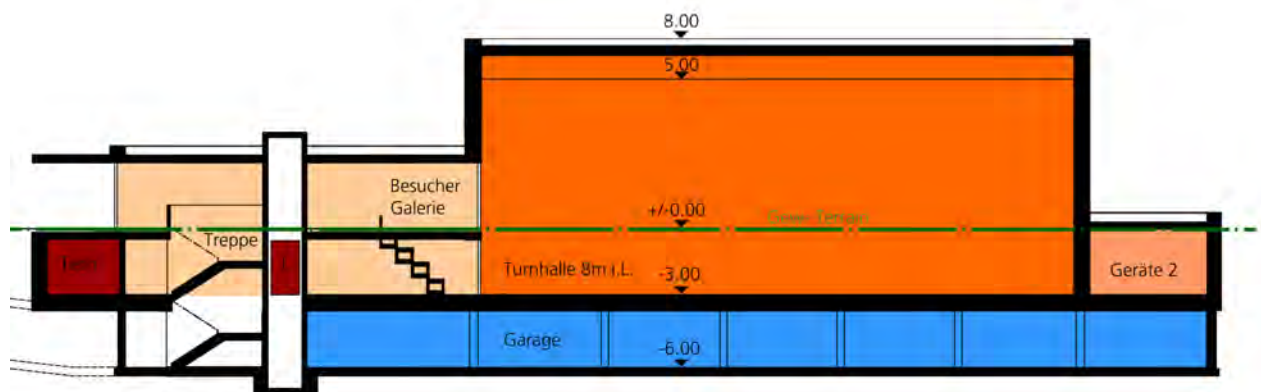 8.00
5.00
Besucher
Galerie
+/-0.00
Treppe
Turnhalle 8m i.L.
-3.00
Geräte 2
Garage
-6.00